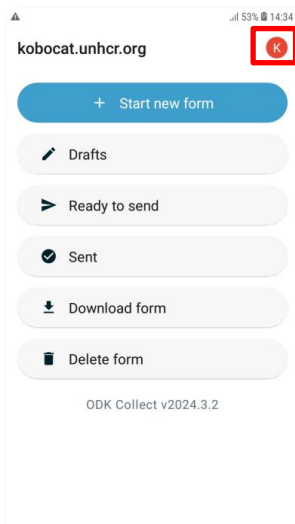 53% 14:34
kobocat.unhcr.org
K
+ Start new form
Drafts
Ready to send
Sent
Download form
Delete form
ODK Collect v2024.3.2